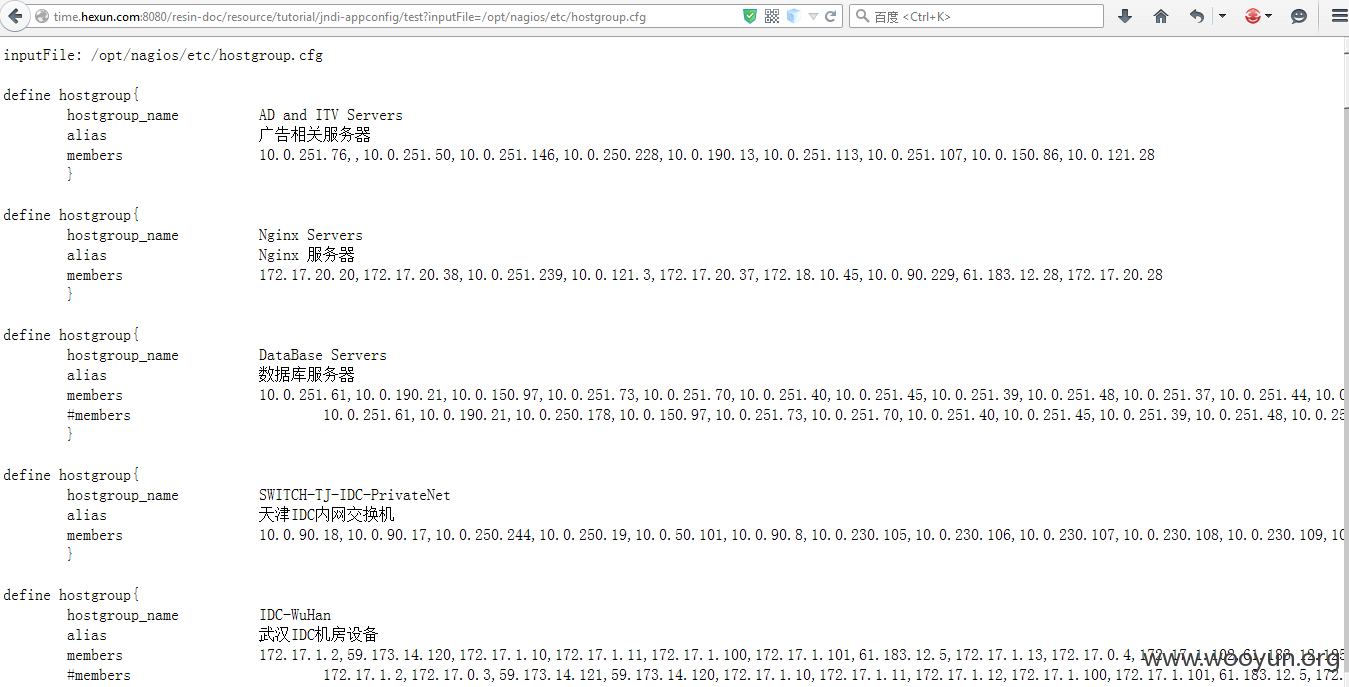 time.hexun.com:8080/resin-doc/resource/tutorial/jndi-appconfig/test?inputFile=/opt/nagios/etc/hostgroup.cfg
百度 <Ctrl+K>
inputFile: /opt/nagios/etc/hostgroup.cfg
define hostgroup{
hostgroup_name AD and ITV Servers
alias 广告相关服务器
members 10.0.251.76,,10.0.251.50,10.0.251.146,10.0.250.228,10.0.190.13,10.0.251.113,10.0.251.107,10.0.150.86,10.0.121.28
}
define hostgroup{
hostgroup_name Nginx Servers
alias Nginx 服务器
members 172.17.20.20,172.17.20.38,10.0.251.239,10.0.121.3,172.17.20.37,172.18.10.45,10.0.90.229,61.183.12.28,172.17.20.28
}
define hostgroup{
hostgroup_name DataBase Servers
alias 数据库服务器
members 10.0.251.61,10.0.190.21,10.0.150.97,10.0.251.73,10.0.251.70,10.0.251.40,10.0.251.45,10.0.251.39,10.0.251.48,10.0.251.37,10.0.251.44,10.0
#members 10.0.251.61,10.0.190.21,10.0.250.178,10.0.150.97,10.0.251.73,10.0.251.70,10.0.251.40,10.0.251.45,10.0.251.39,10.0.251.48,10.0.25
}
define hostgroup{
hostgroup_name SWITCH-TJ-IDC-PrivateNet
alias 天津IDC内网交换机
members 10.0.90.18,10.0.90.17,10.0.250.244,10.0.250.19,10.0.50.101,10.0.90.8,10.0.230.105,10.0.230.106,10.0.230.107,10.0.230.108,10.0.230.109,10
}
define hostgroup{
hostgroup_name IDC-WuHan
alias 武汉IDC机房设备
members 172.17.1.2,59.173.14.120,172.17.1.10,172.17.1.11,172.17.1.100,172.17.1.101,61.183.12.5,172.17.1.13,172.17.0.4,
#members 172.17.1.2,172.17.0.3,59.173.14.121,59.173.14.120,172.17.1.10,172.17.1.11,172.17.1.12,172.17.1.100,172.17.1.101,61.183.12.5,172.
www.wooyun.org